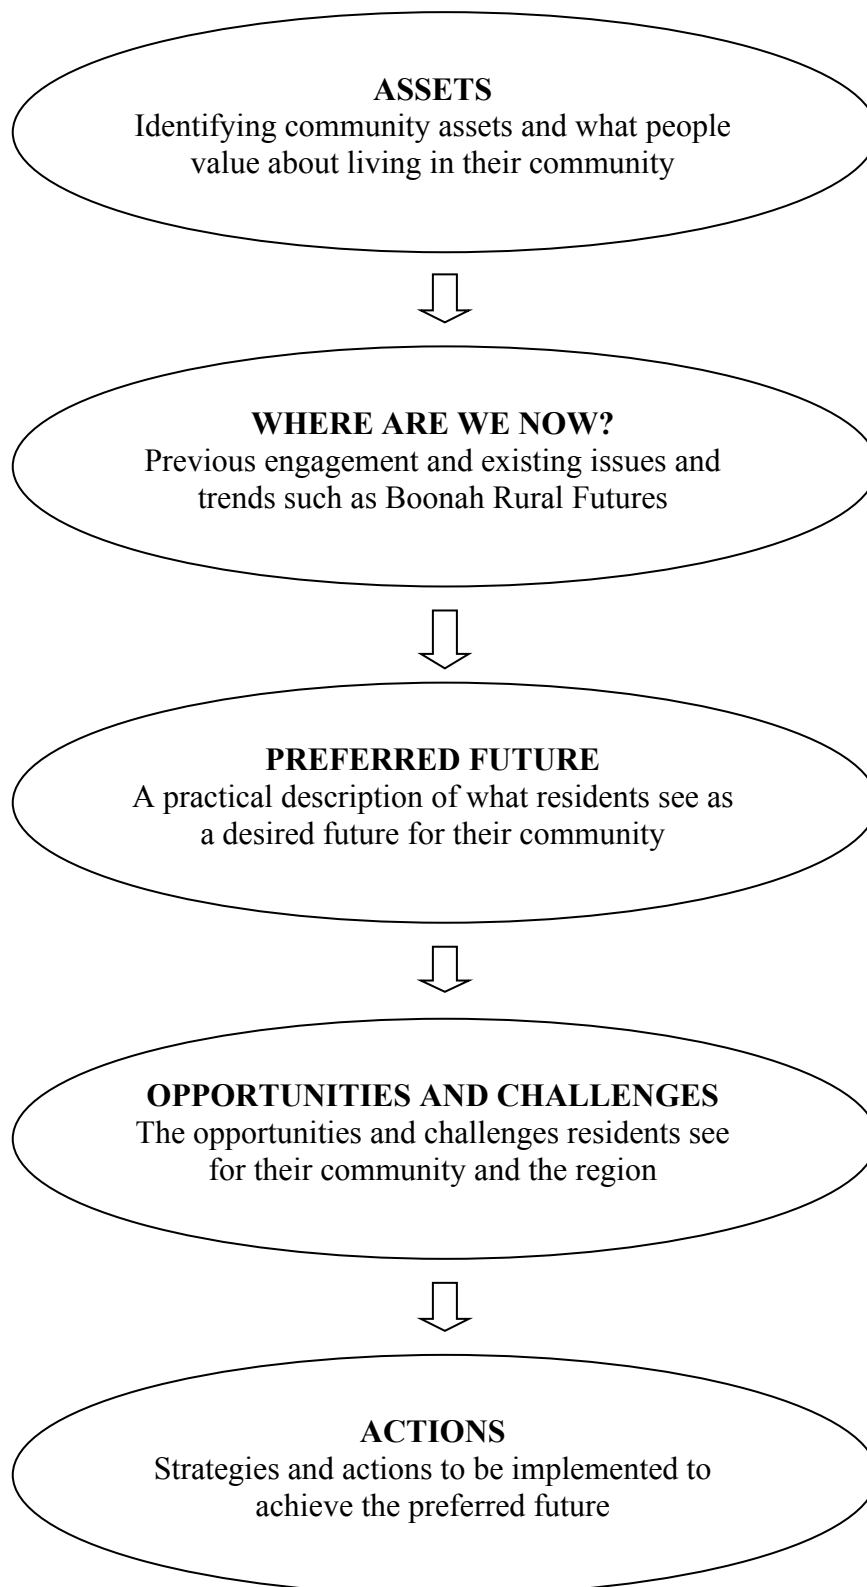 ASSETS
Identifying community assets and what people
value about living in their community
WHERE ARE WE NOW?
Previous engagement and existing issues and
trends such as Boonah Rural Futures
PREFERRED FUTURE
A practical description of what residents see as
a desired future for their community
OPPORTUNITIES AND CHALLENGES
The opportunities and challenges residents see
for their community and the region
ACTIONS
Strategies and actions to be implemented to
achieve the preferred future